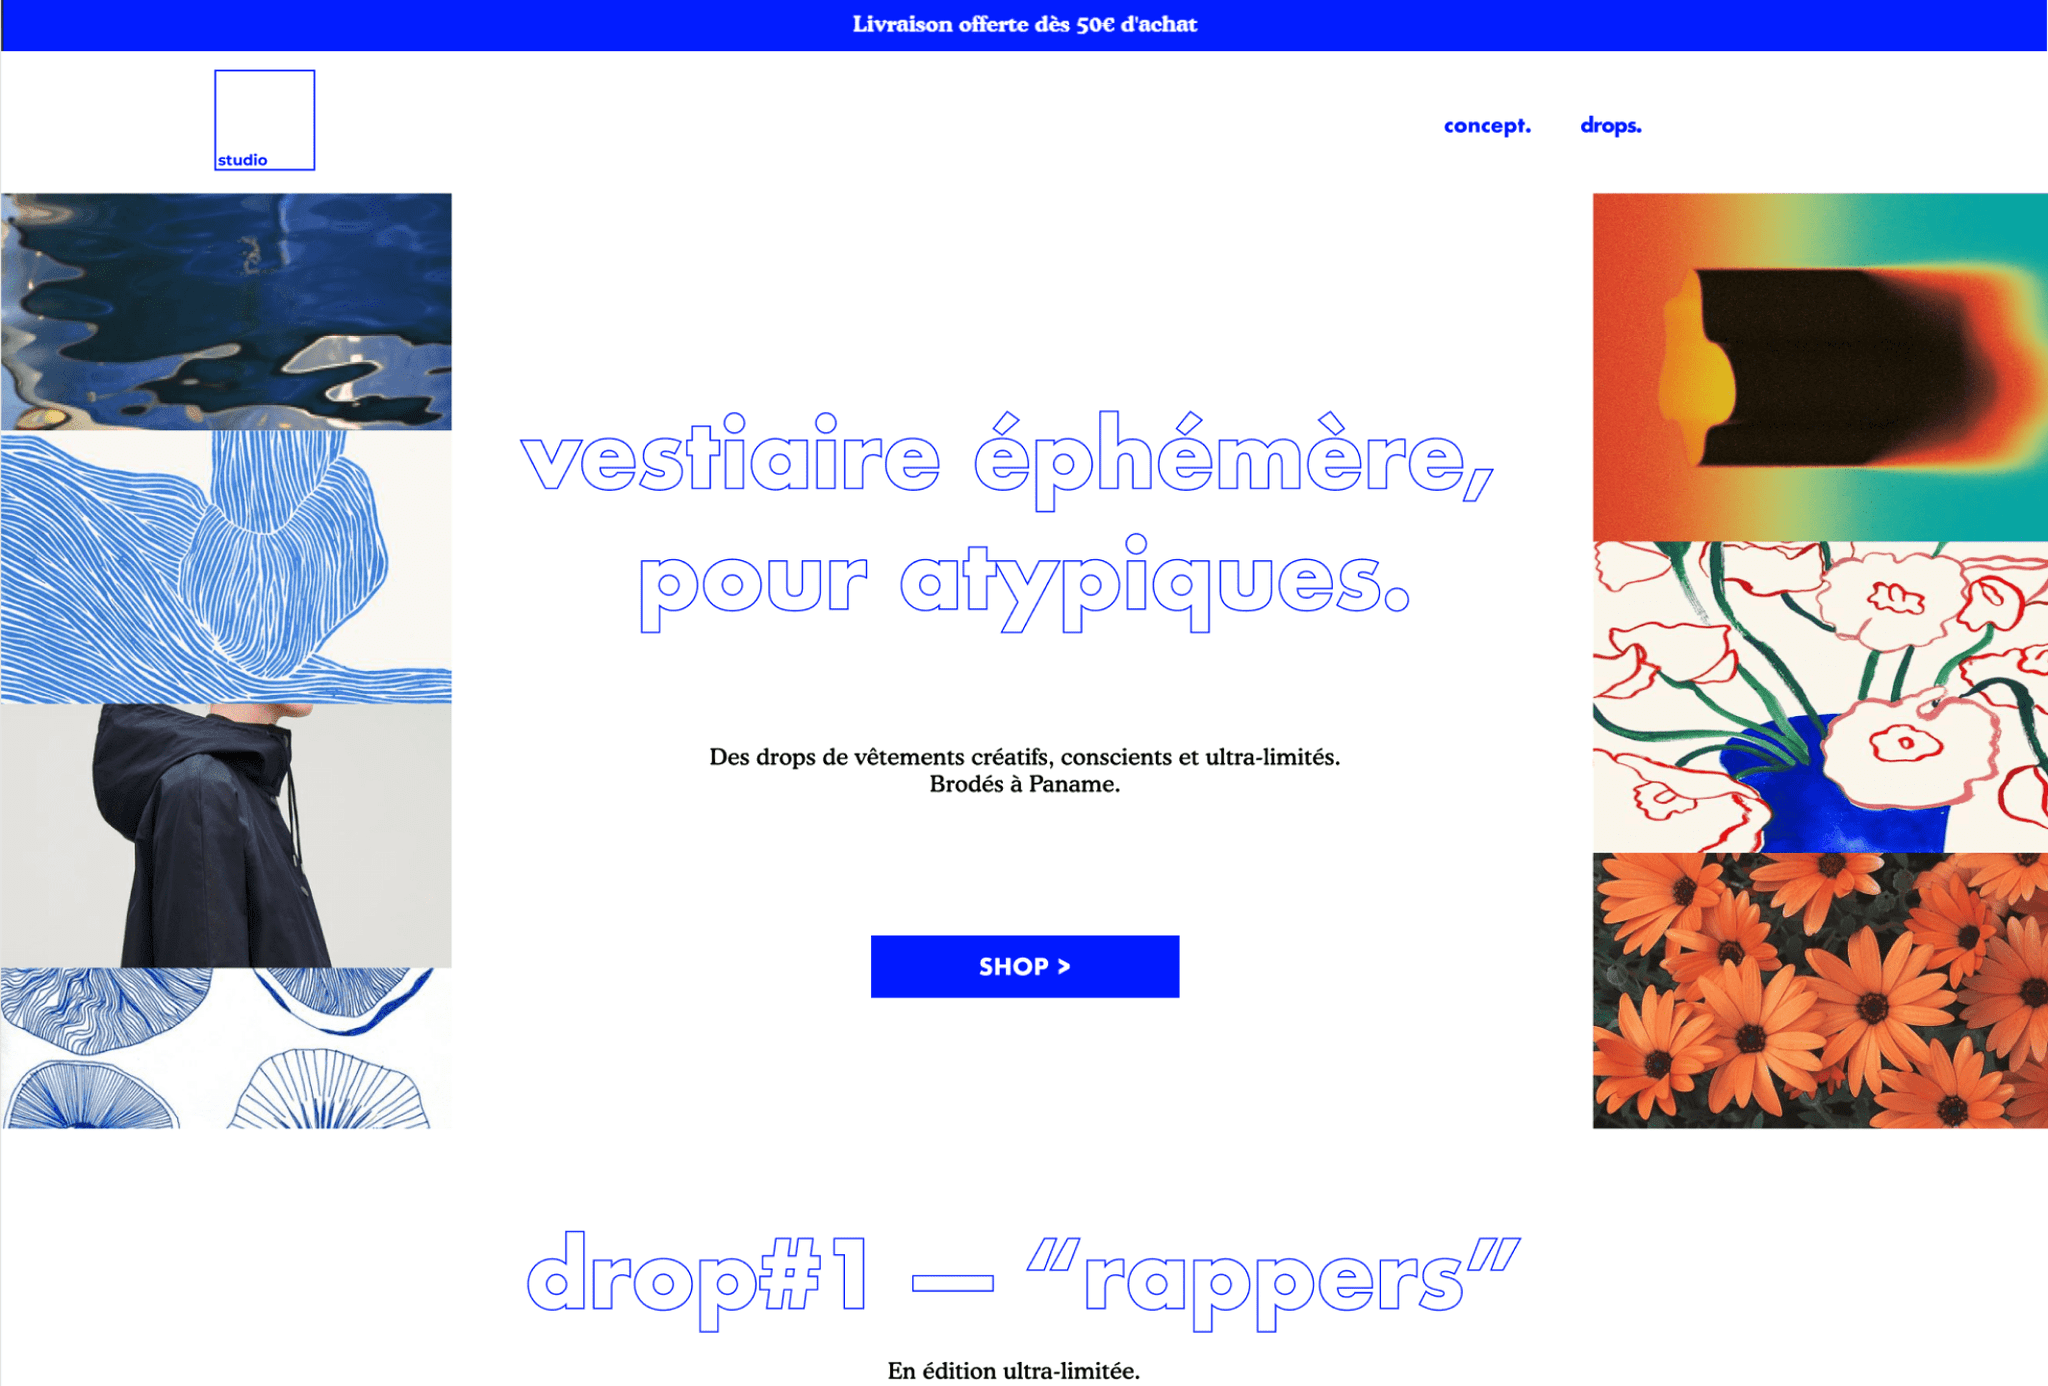 Livraison offerte dès 50€ d'achat
studio
concept. drops.
vestiaire éphémère,
pour atypiques.
Des drops de vêtements créatifs, conscients et ultra-limités.
Brodés à Paname.
SHOP >
drop#1 — “rappers”
En édition ultra-limitée.